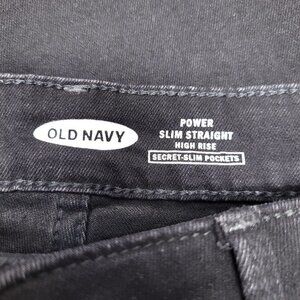 OLD NAVY
POWER
SLIM STRAIGHT
HIGH RISE
SECRET-SLIM POCKETS